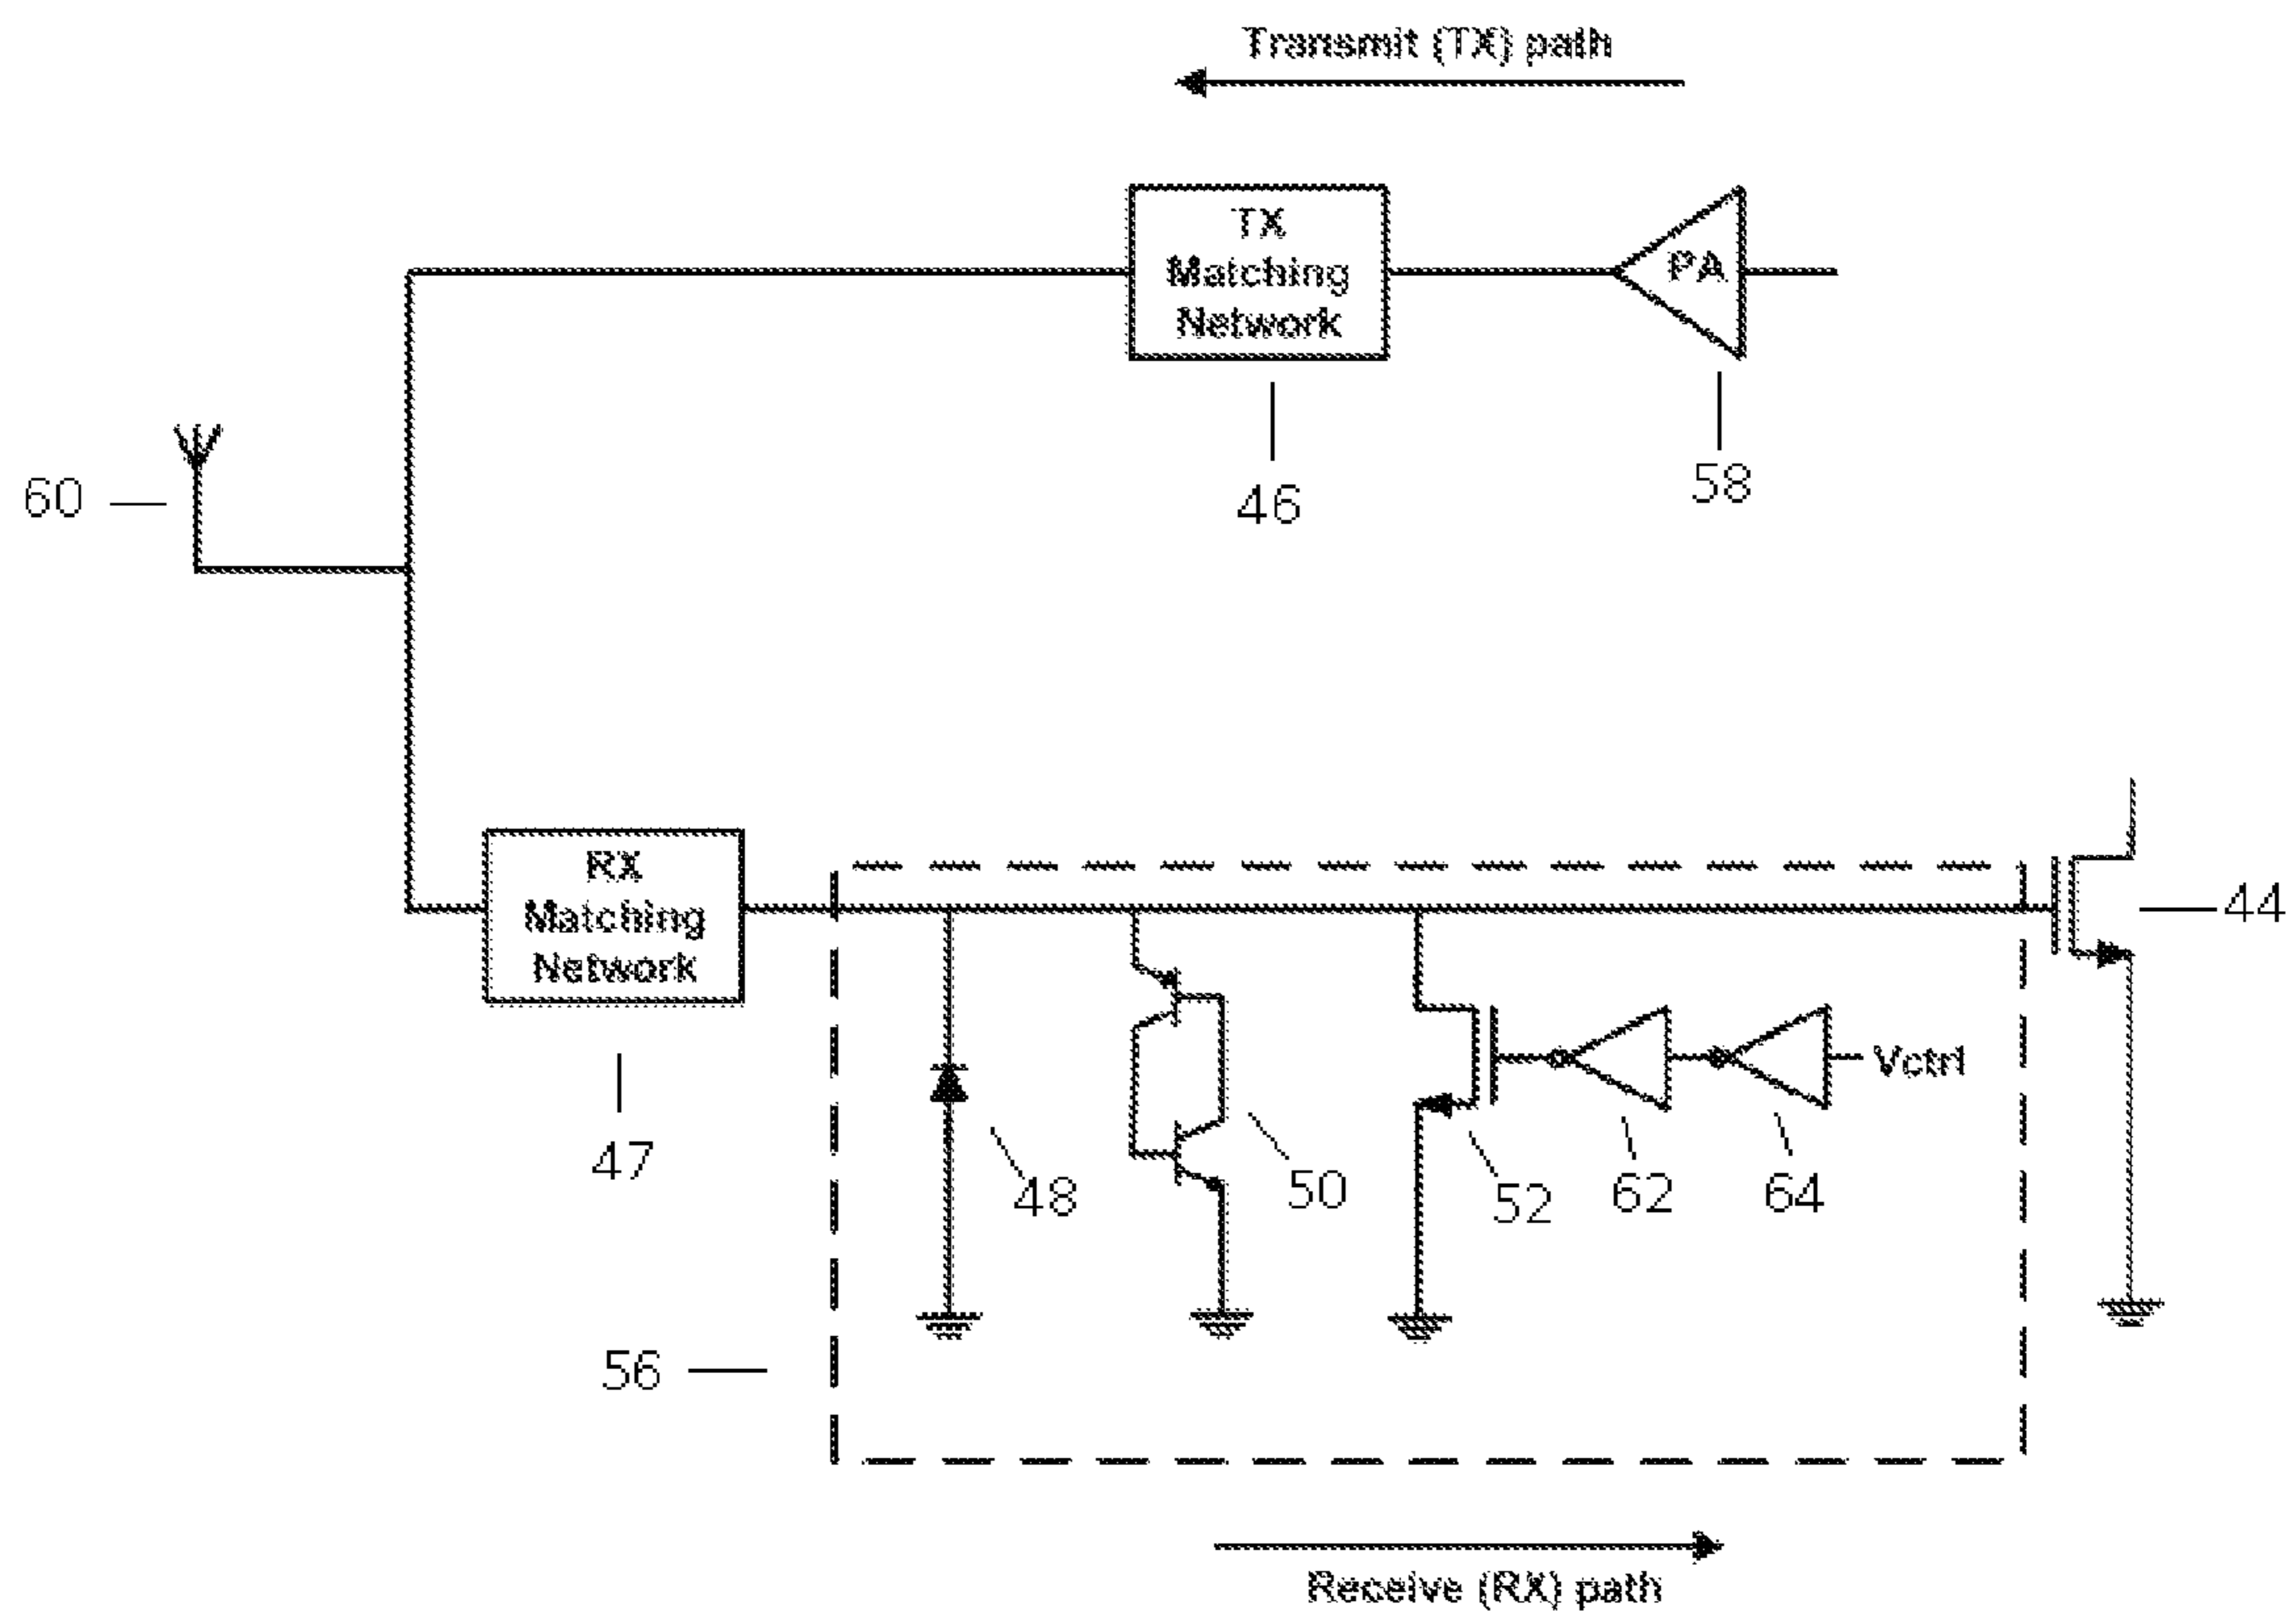 Transmit (TX) path
TX
Matching
Network
PA
46
58
60
RX
Matching
Network
47
44
Vctrl
48
50
52
62
64
56
Receive (RX) path